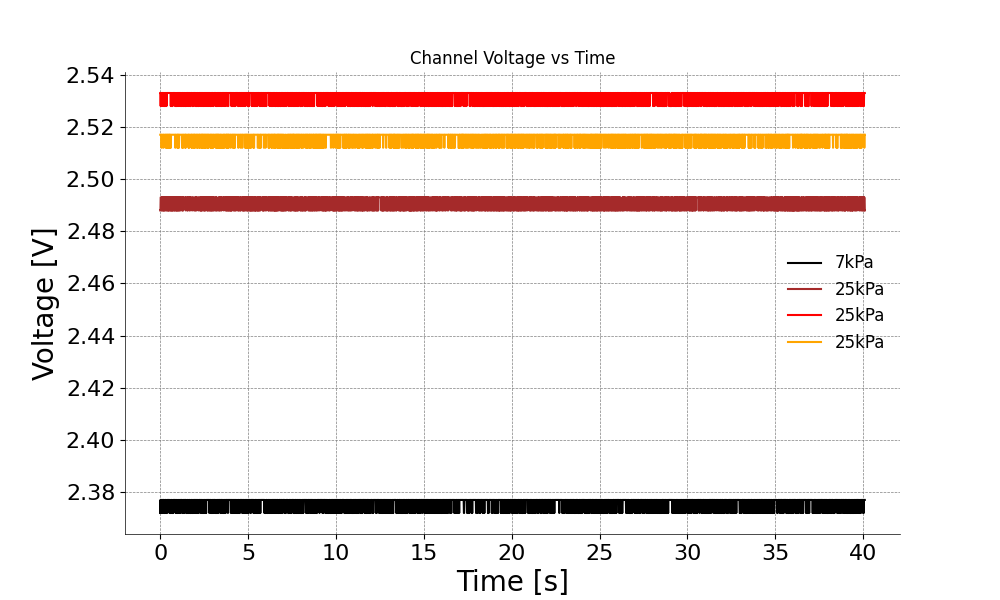 Channel Voltage vs Time
2.54
2.52
2.50
2.48
2.46
2.44
2.42
2.40
2.38
Voltage [V]
7kPa
25kPa
25kPa
25kPa
0 5 10 15 20 25 30 35 40
Time [s]